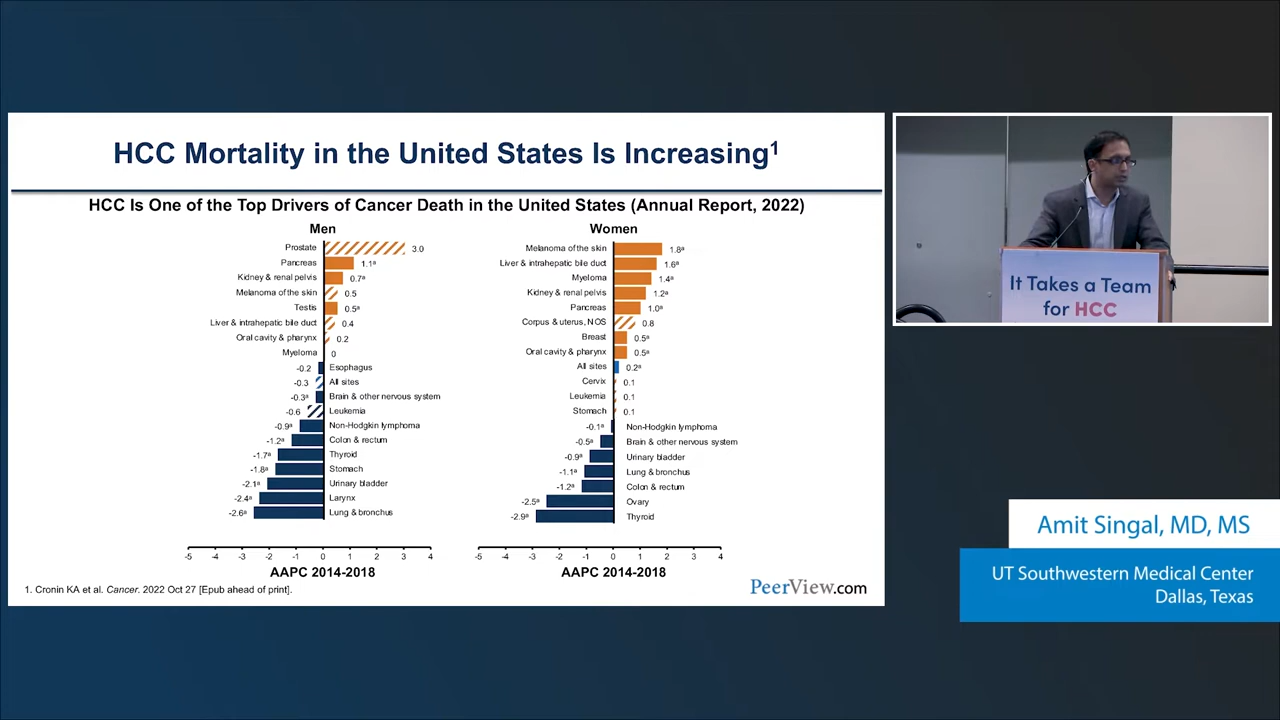 HCC Mortality in the United States Is Increasing1
HCC Is One of the Top Drivers of Cancer Death in the United States (Annual Report, 2022)
Men
Prostate 3.0
Pancreas 1.1a
Kidney & renal pelvis 0.7a
Melanoma of the skin 0.5
Testis 0.5a
Liver & intrahepatic bile duct 0.4
Oral cavity & pharynx 0.2
Myeloma 0
-0.2 Esophagus
-0.3 All sites
-0.3a Brain & other nervous system
-0.6 Leukemia
-0.9a Non-Hodgkin lymphoma
-1.2a Colon & rectum
-1.7a Thyroid
-1.8a Stomach
-2.1a Urinary bladder
-2.4a Larynx
-2.6a Lung & bronchus
-5 -4 -3 -2 -1 0 1 2 3 4
AAPC 2014-2018
Women
Melanoma of the skin 1.8a
Liver & intrahepatic bile duct 1.6a
Myeloma 1.4a
Kidney & renal pelvis 1.2a
Pancreas 1.0a
Corpus & uterus, NOS 0.8
Breast 0.5a
Oral cavity & pharynx 0.5a
All sites 0.2a
Cervix 0.1
Leukemia 0.1
Stomach 0.1
-0.1a Non-Hodgkin lymphoma
-0.5a Brain & other nervous system
-0.9a Urinary bladder
-1.1a Lung & bronchus
-1.2a Colon & rectum
-2.5a Ovary
-2.9a Thyroid
-5 -4 -3 -2 -1 0 1 2 3 4
AAPC 2014-2018
1. Cronin KA et al. Cancer. 2022 Oct 27 [Epub ahead of print].
PeerView.com
It Takes a Team
for HCC
Amit Singal, MD, MS
UT Southwestern Medical Center
Dallas, Texas